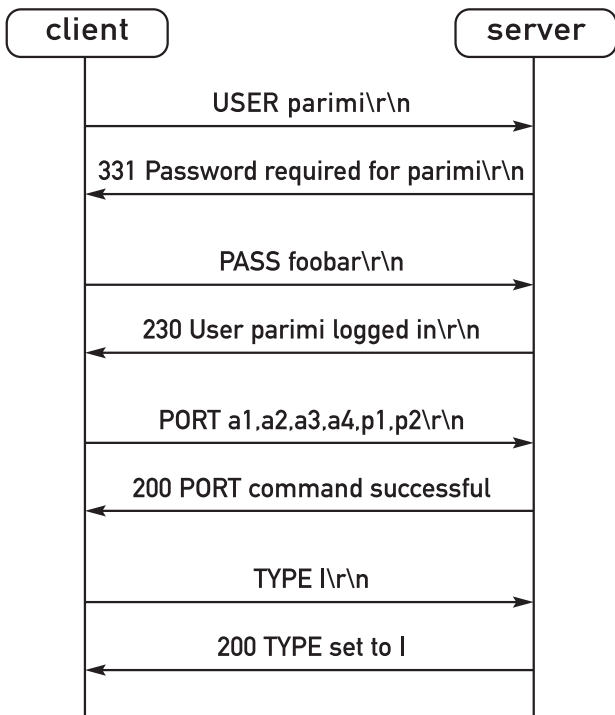 client
server
USER parimi\r\n
331 Password required for parimi\r\n
PASS foobar\r\n
230 User parimi logged in\r\n
PORT a1,a2,a3,a4,p1,p2\r\n
200 PORT command successful
TYPE I\r\n
200 TYPE set to I